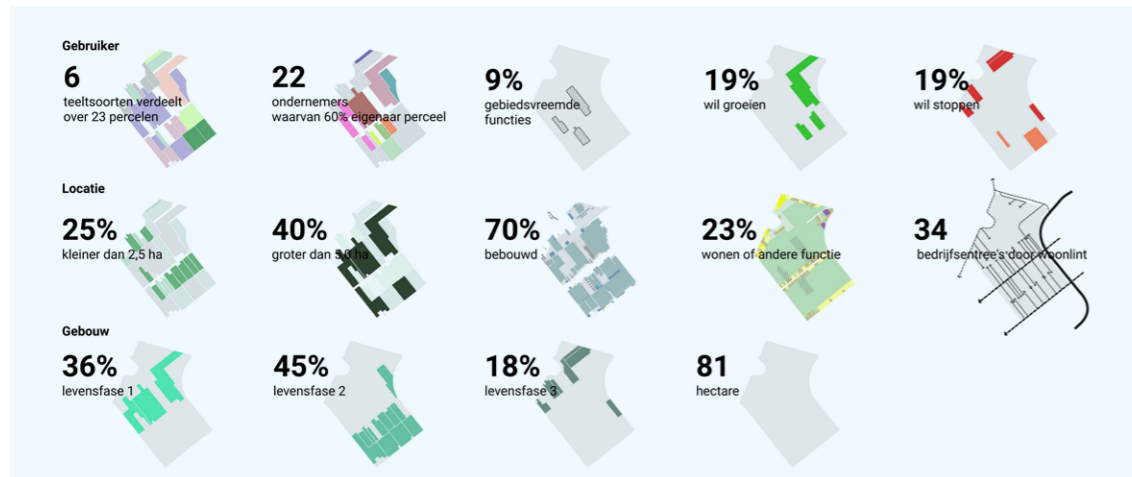 Gebruiker
6
teeltsoorten verdeelt
over 23 percelen
22
ondernemers
waarvan 60% eigenaar perceel
9%
gebiedsvreemde
functies
19%
wil groeien
19%
wil stoppen
Locatie
25%
kleiner dan 2,5 ha
40%
groter dan 5,0 ha
70%
bebouwd
23%
wonen of andere functie
34
bedrijfsentree's door woonlint
Gebouw
36%
levensfase 1
45%
levensfase 2
18%
levensfase 3
81
hectare